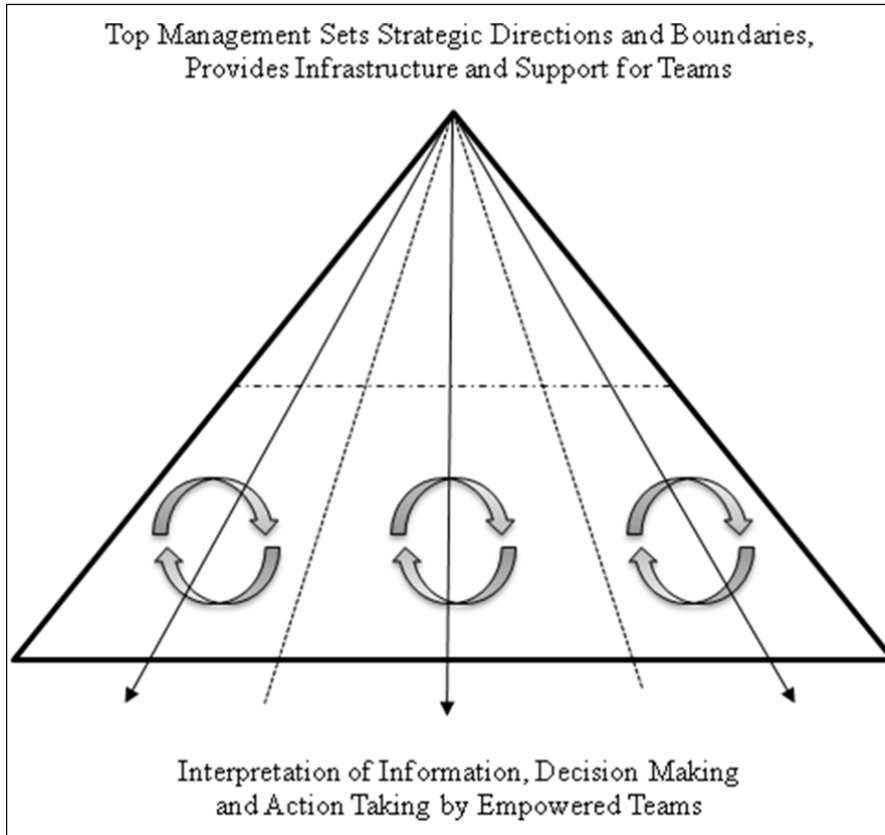 Top Management Sets Strategic Directions and Boundaries,
Provides Infrastructure and Support for Teams
Interpretation of Information, Decision Making
and Action Taking by Empowered Teams